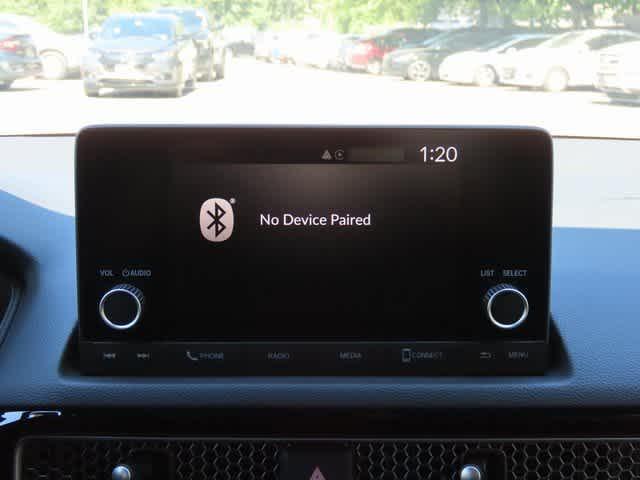 1:20
No Device Paired
VOL AUDIO
LIST SELECT
PHONE RADIO MEDIA CONNECT MENU